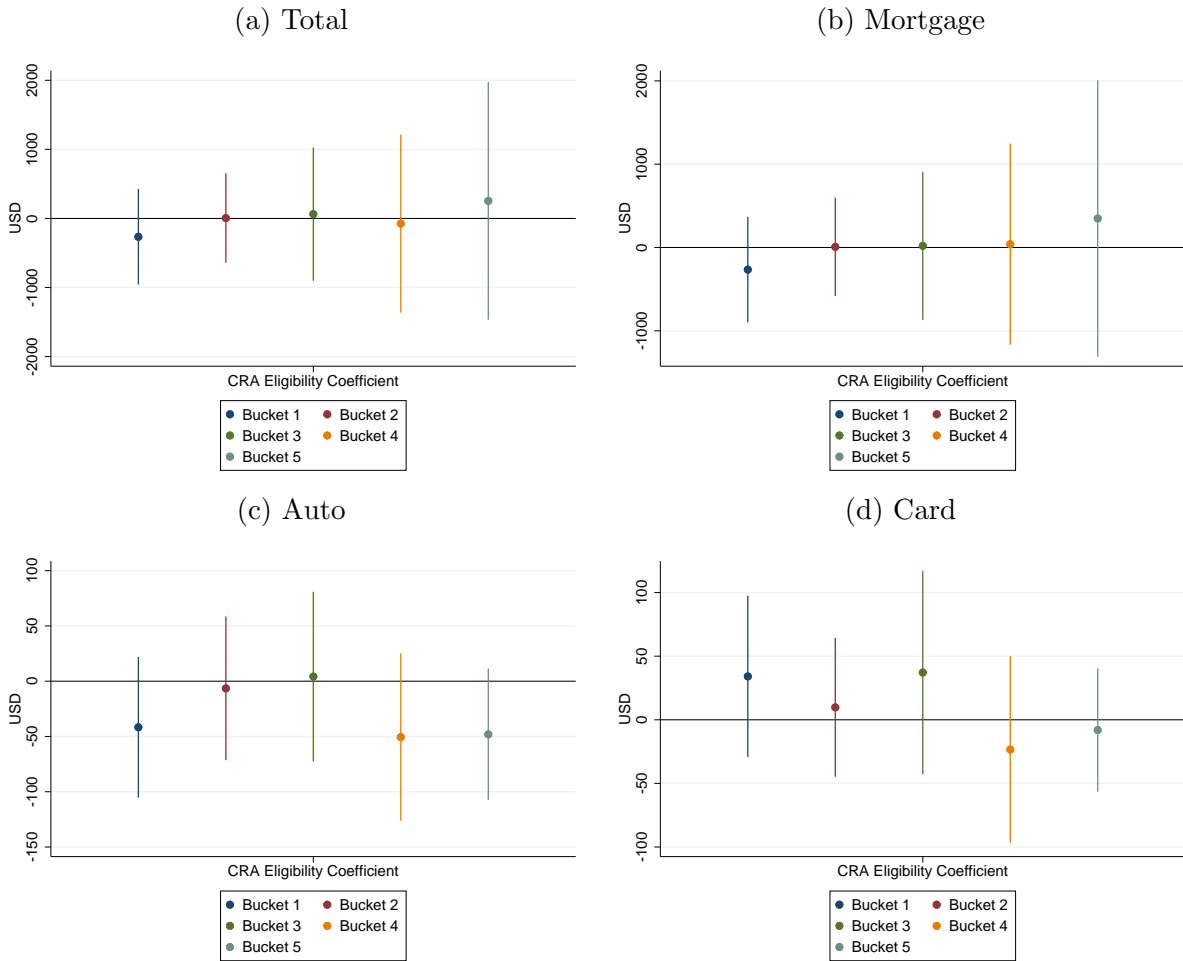 (a) Total
2000
1000
0
-1000
-2000
USD
CRA Eligibility Coefficient
Bucket 1 Bucket 2
Bucket 3 Bucket 4
Bucket 5
(b) Mortgage
2000
1000
0
-1000
USD
CRA Eligibility Coefficient
Bucket 1 Bucket 2
Bucket 3 Bucket 4
Bucket 5
(c) Auto
100
50
0
-50
-100
-150
USD
CRA Eligibility Coefficient
Bucket 1 Bucket 2
Bucket 3 Bucket 4
Bucket 5
(d) Card
100
50
0
-50
-100
USD
CRA Eligibility Coefficient
Bucket 1 Bucket 2
Bucket 3 Bucket 4
Bucket 5